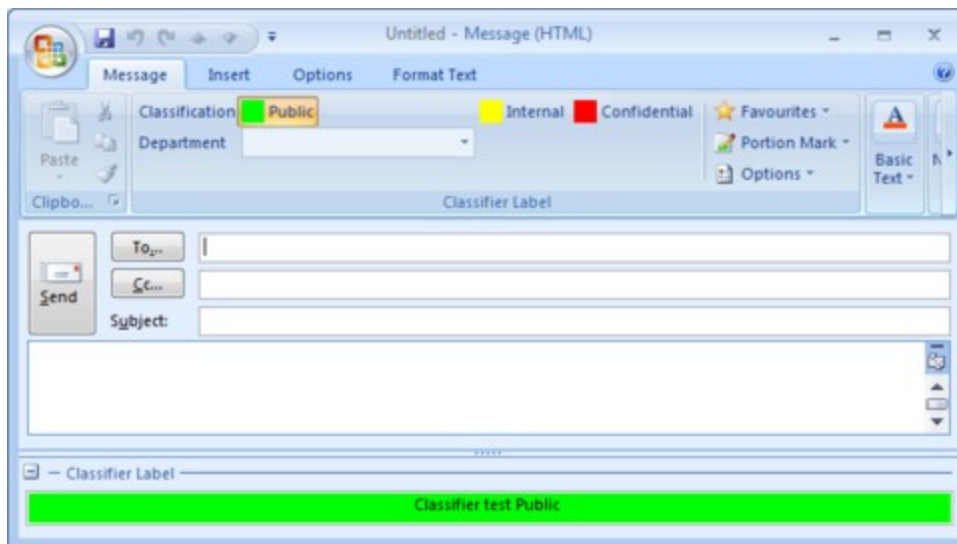 Untitled - Message (HTML)
Message Insert Options Format Text
Classification Public Internal Confidential Favourites
Department Portion Mark
Paste Options Basic Text N
Clipbo... Classifier Label
To...
Cc...
Send
Subject:
Classifier Label
Classifier test Public